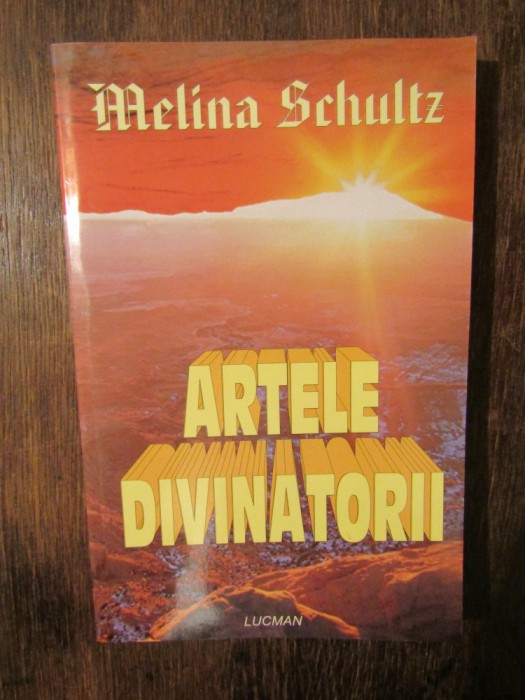 Melina Schultz
ARTELE
DIVINATORII
LUCMAN